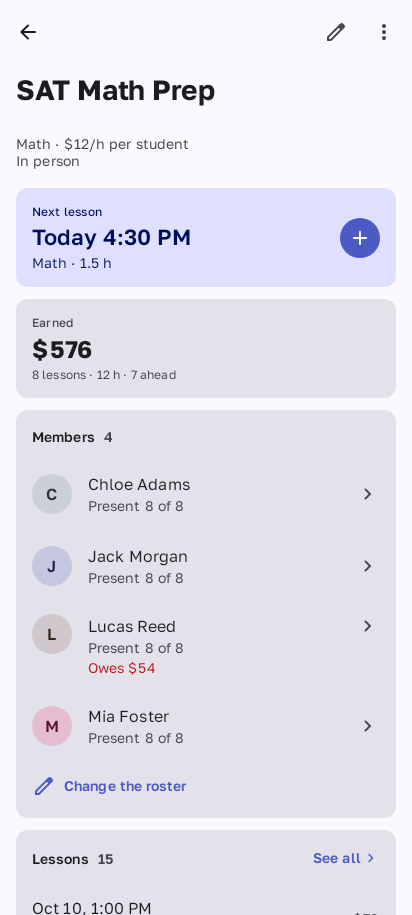 SAT Math Prep
Math · $12/h per student
In person
Next lesson
Today 4:30 PM
Math · 1.5 h
Earned
$576
8 lessons · 12 h · 7 ahead
Members 4
C
Chloe Adams
Present 8 of 8
J
Jack Morgan
Present 8 of 8
L
Lucas Reed
Present 8 of 8
Owes $54
M
Mia Foster
Present 8 of 8
Change the roster
Lessons 15
See all
Oct 10, 1:00 PM